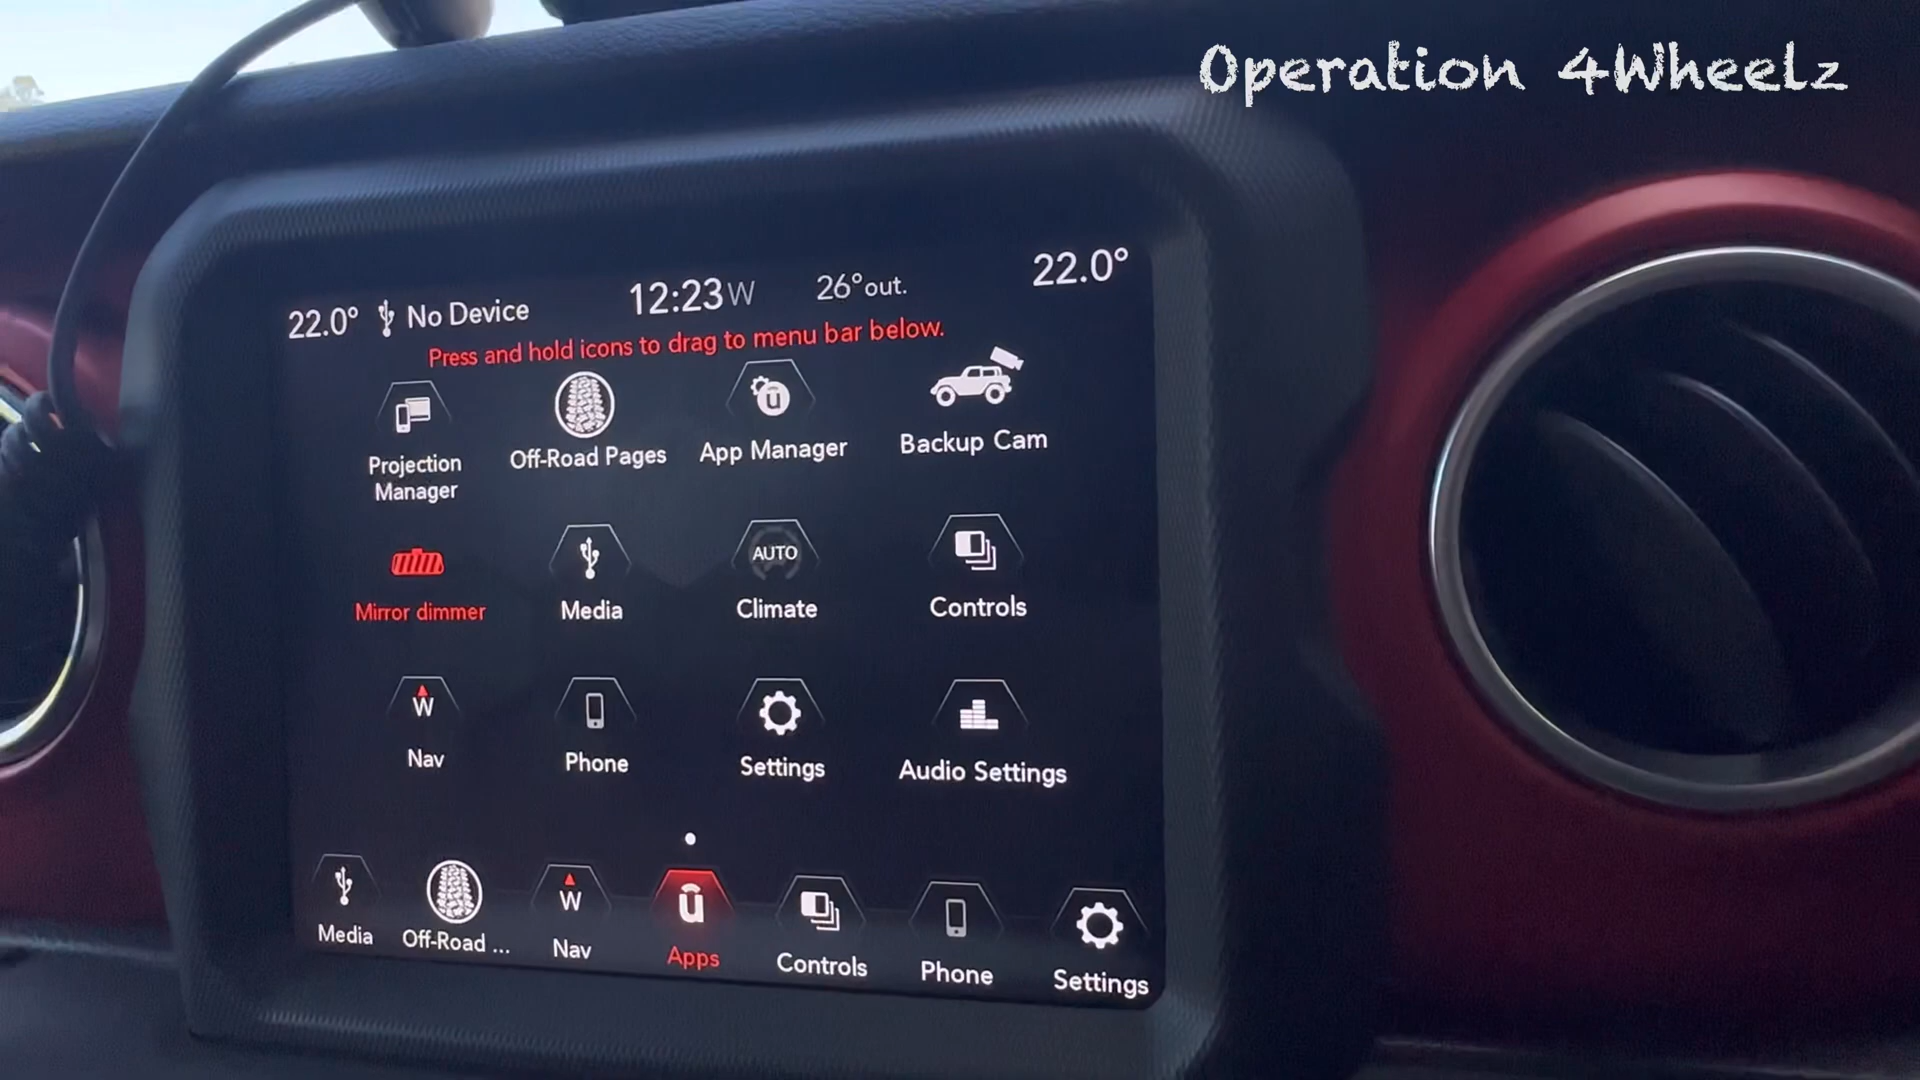 Operation 4Wheelz
22.0° No Device 12:23 W 26°out. 22.0°
Press and hold icons to drag to menu bar below.
Projection Manager
Off-Road Pages
App Manager
Backup Cam
Mirror dimmer
Media
AUTO
Climate
Controls
W
Nav
Phone
Settings
Audio Settings
Media
Off-Road ...
W
Nav
Apps
Controls
Phone
Settings